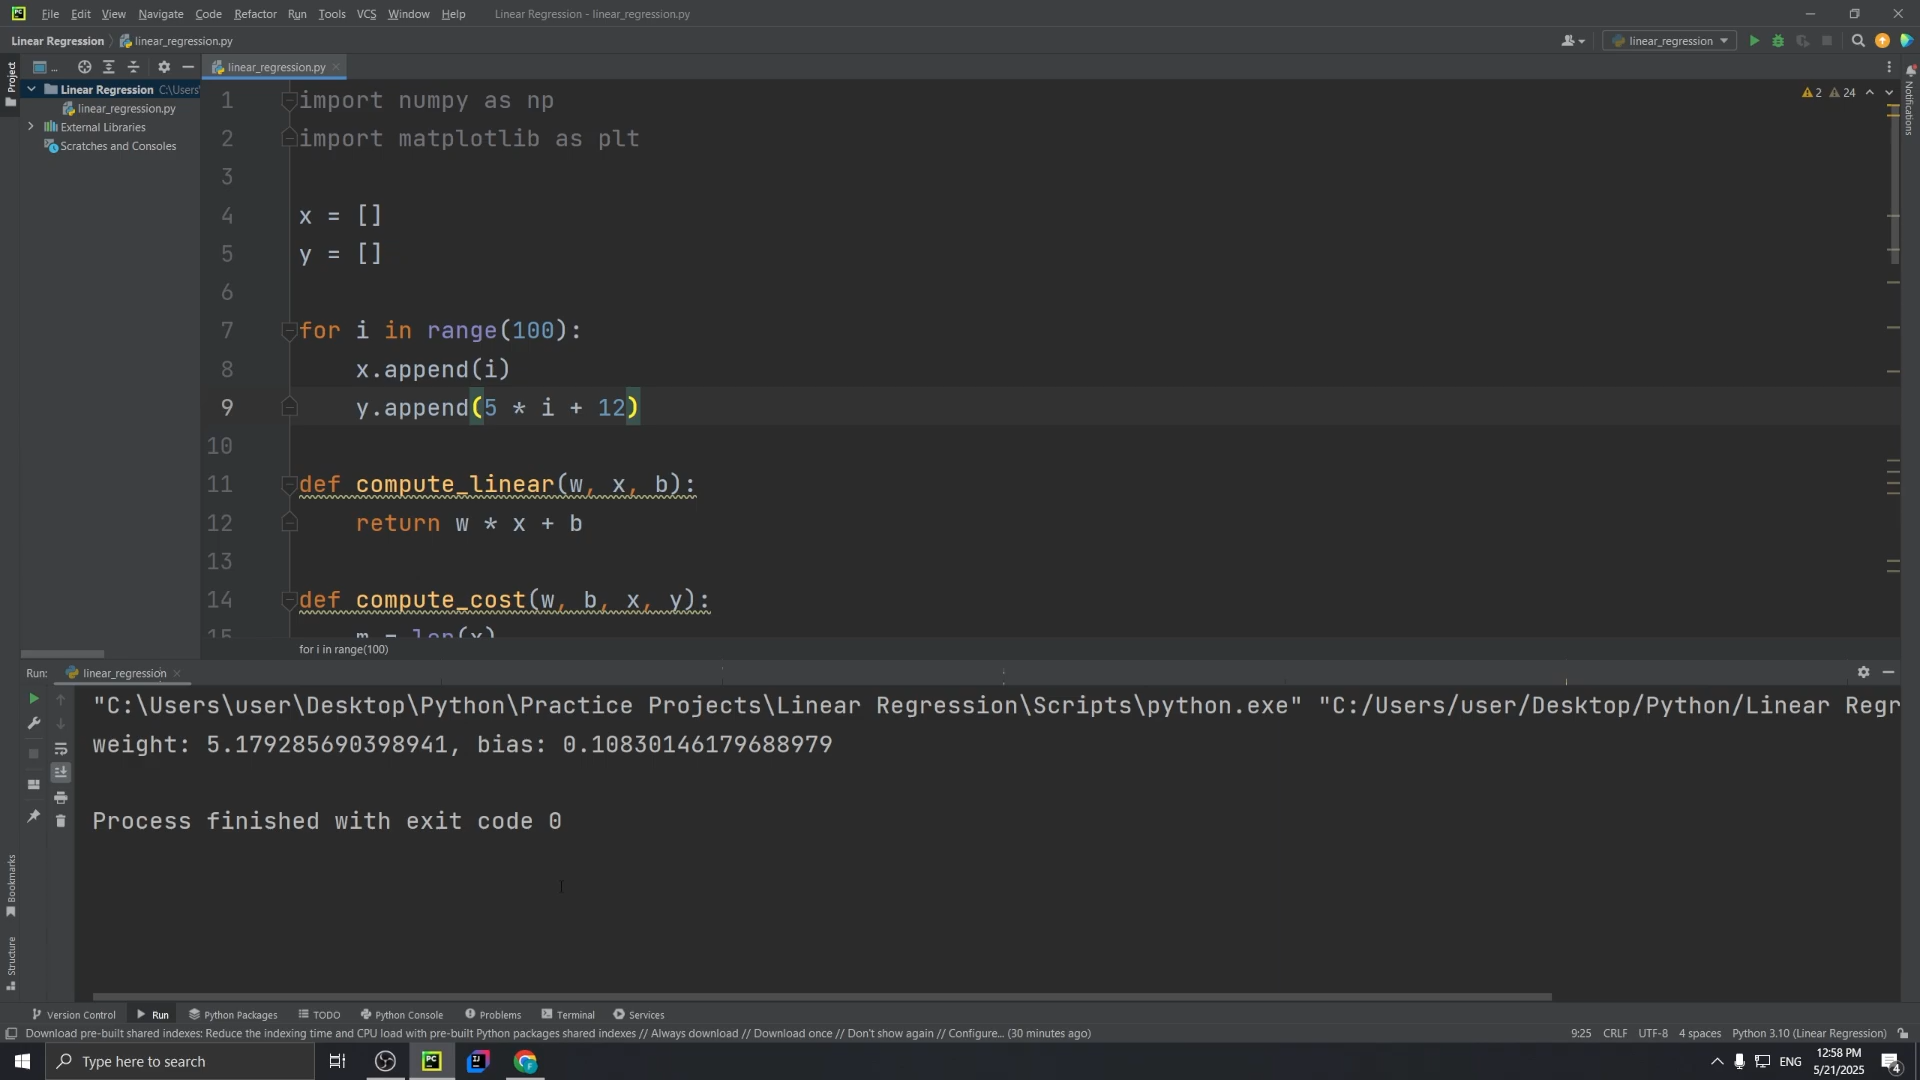 File Edit View Navigate Code Refactor Run Tools VCS Window Help Linear Regression - linear_regression.py
Linear Regression linear_regression.py linear_regression
Project
... linear_regression.py
Linear Regression C:\Users
linear_regression.py
External Libraries
Scratches and Consoles
2 24
Notifications
1 import numpy as np
2 import matplotlib as plt
3
4 x = []
5 y = []
6
7 for i in range(100):
8 x.append(i)
9 y.append(5 * i + 12)
10
11 def compute_linear(w, x, b):
12 return w * x + b
13
14 def compute_cost(w, b, x, y):
15 m = len(x)
for i in range(100)
Run: linear_regression
"C:\Users\user\Desktop\Python\Practice Projects\Linear Regression\Scripts\python.exe" "C:/Users/user/Desktop/Python/Linear Regr
weight: 5.179285690398941, bias: 0.10830146179688979
Process finished with exit code 0
Bookmarks
Structure
Version Control Run Python Packages TODO Python Console Problems Terminal Services
Download pre-built shared indexes: Reduce the indexing time and CPU load with pre-built Python packages shared indexes // Always download // Download once // Don't show again // Configure... (30 minutes ago) 9:25 CRLF UTF-8 4 spaces Python 3.10 (Linear Regression)
Type here to search ENG 12:58 PM
5/21/2025 4